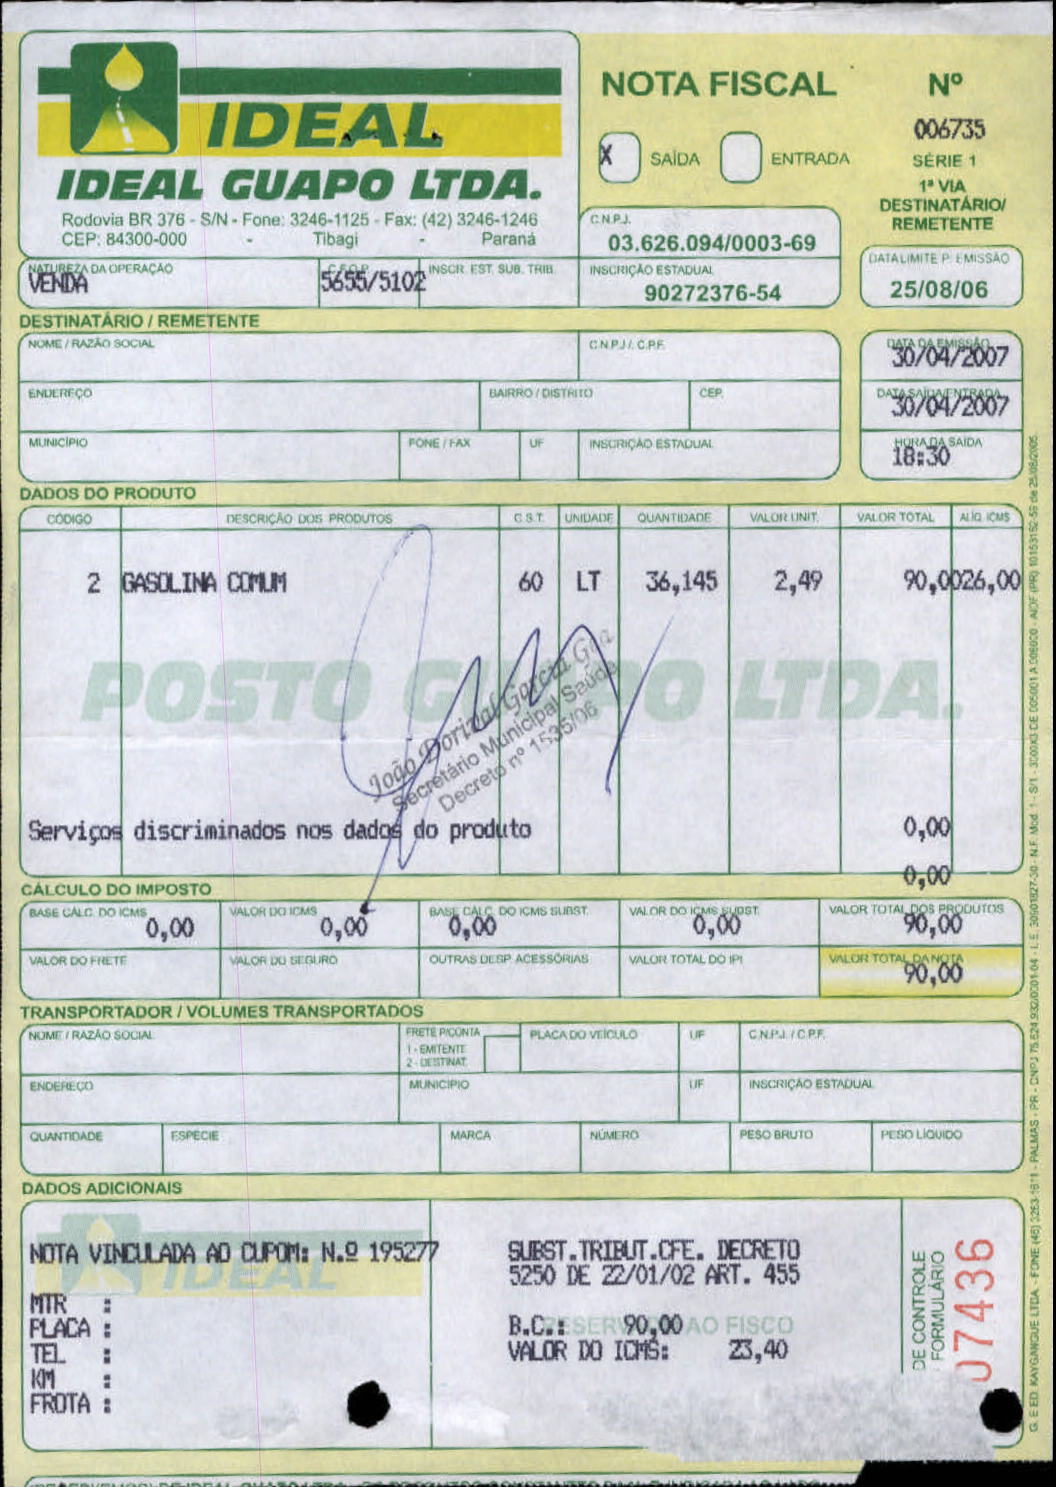 IDEAL
IDEAL GUAPO LTDA.
Rodovia BR 376 - S/N - Fone: 3246-1125 - Fax: (42) 3246-1246
CEP: 84300-000 - Tibagi - Paraná
NOTA FISCAL
X SAÍDA ENTRADA
Nº
006735
SÉRIE 1
1ª VIA
DESTINATÁRIO/
REMETENTE
C.N.P.J.
03.626.094/0003-69
DATA LIMITE P. EMISSÃO
25/08/06
NATUREZA DA OPERAÇÃO
VENDA
C.F.O.P.
5655/5102
INSCR. EST. SUB. TRIB.
INSCRIÇÃO ESTADUAL
90272376-54
DESTINATÁRIO / REMETENTE
NOME / RAZÃO SOCIAL C.N.P.J./ C.P.F.
DATA DA EMISSÃO
30/04/2007
ENDEREÇO BAIRRO / DISTRITO CEP.
DATA SAÍDA/ENTRADA
30/04/2007
MUNICÍPIO FONE / FAX UF INSCRIÇÃO ESTADUAL
HORA DA SAÍDA
18:30
DADOS DO PRODUTO
CÓDIGO DESCRIÇÃO DOS PRODUTOS C.S.T. UNIDADE QUANTIDADE VALOR UNIT. VALOR TOTAL ALÍQ. ICMS
2 GASOLINA COMUM 60 LT 36,145 2,49 90,0026,00
POSTO GUAPO LTDA.
João Dorival Garcia
Secretário Municipal Saúde
Decreto nº 1535/06
Serviços discriminados nos dados do produto 0,00
0,00
CÁLCULO DO IMPOSTO
BASE CÁLC. DO ICMS VALOR DO ICMS BASE CÁLC. DO ICMS SUBST. VALOR DO ICMS SUBST. VALOR TOTAL DOS PRODUTOS
0,00 0,00 0,00 0,00 90,00
VALOR DO FRETE VALOR DO SEGURO OUTRAS DESP. ACESSÓRIAS VALOR TOTAL DO IPI VALOR TOTAL DA NOTA
90,00
TRANSPORTADOR / VOLUMES TRANSPORTADOS
NOME / RAZÃO SOCIAL FRETE P/CONTA PLACA DO VEÍCULO UF C.N.P.J. / C.P.F.
1 - EMITENTE
2 - DESTINAT.
ENDEREÇO MUNICÍPIO UF INSCRIÇÃO ESTADUAL
QUANTIDADE ESPÉCIE MARCA NÚMERO PESO BRUTO PESO LÍQUIDO
DADOS ADICIONAIS
IDEAL
NOTA VINCULADA AO CUPOM: N.º 195277
MTR :
PLACA :
TEL :
KM :
FROTA :
SUBST.TRIBUT.CFE. DECRETO
5250 DE 22/01/02 ART. 455
RESERVADO AO FISCO
B.C.: 90,00
VALOR DO ICMS: 23,40
DE CONTROLE
FORMULÁRIO
07436